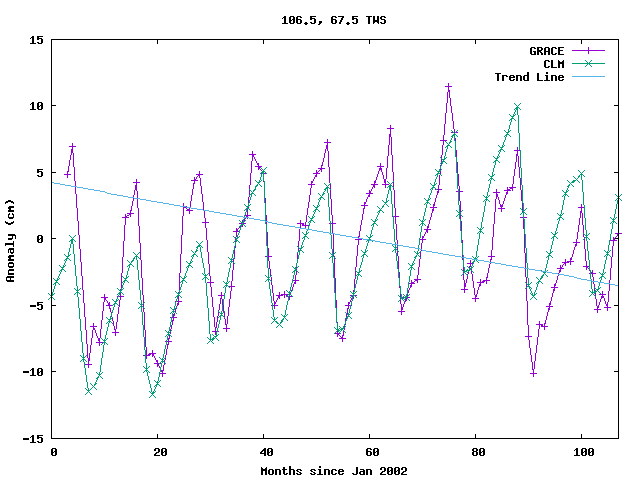 106.5, 67.5 TWS
GRACE
CLM
Trend Line
15
10
5
0
-5
-10
-15
Anomaly (cm)
0 20 40 60 80 100
Months since Jan 2002